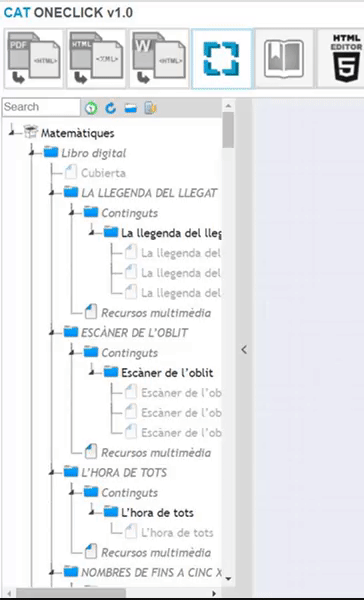 CAT ONECLICK v1.0
PDF <HTML> HTML <XML> W <HTML> HTML EDITOR 5
Search
Matemàtiques
Libro digital
Cubierta
LA LLEGENDA DEL LLEGAT
Continguts
La llegenda del lleg
La llegenda del
La llegenda del
La llegenda del
Recursos multimèdia
ESCÀNER DE L'OBLIT
Continguts
Escàner de l'oblit
Escàner de l'ob
Escàner de l'ob
Escàner de l'ob
Recursos multimèdia
L'HORA DE TOTS
Continguts
L'hora de tots
L'hora de tots
Recursos multimèdia
NOMBRES DE FINS A CINC X